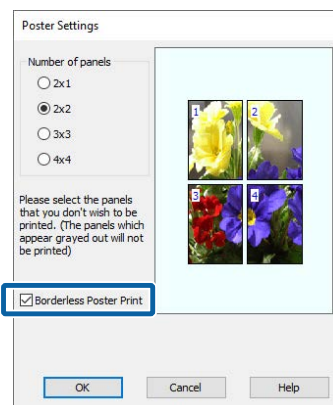 Poster Settings
Number of panels
2x1
2x2
3x3
4x4
1
2
3
4
Please select the panels
that you don't wish to be
printed. (The panels which
appear grayed out will not
be printed)
Borderless Poster Print
OK
Cancel
Help